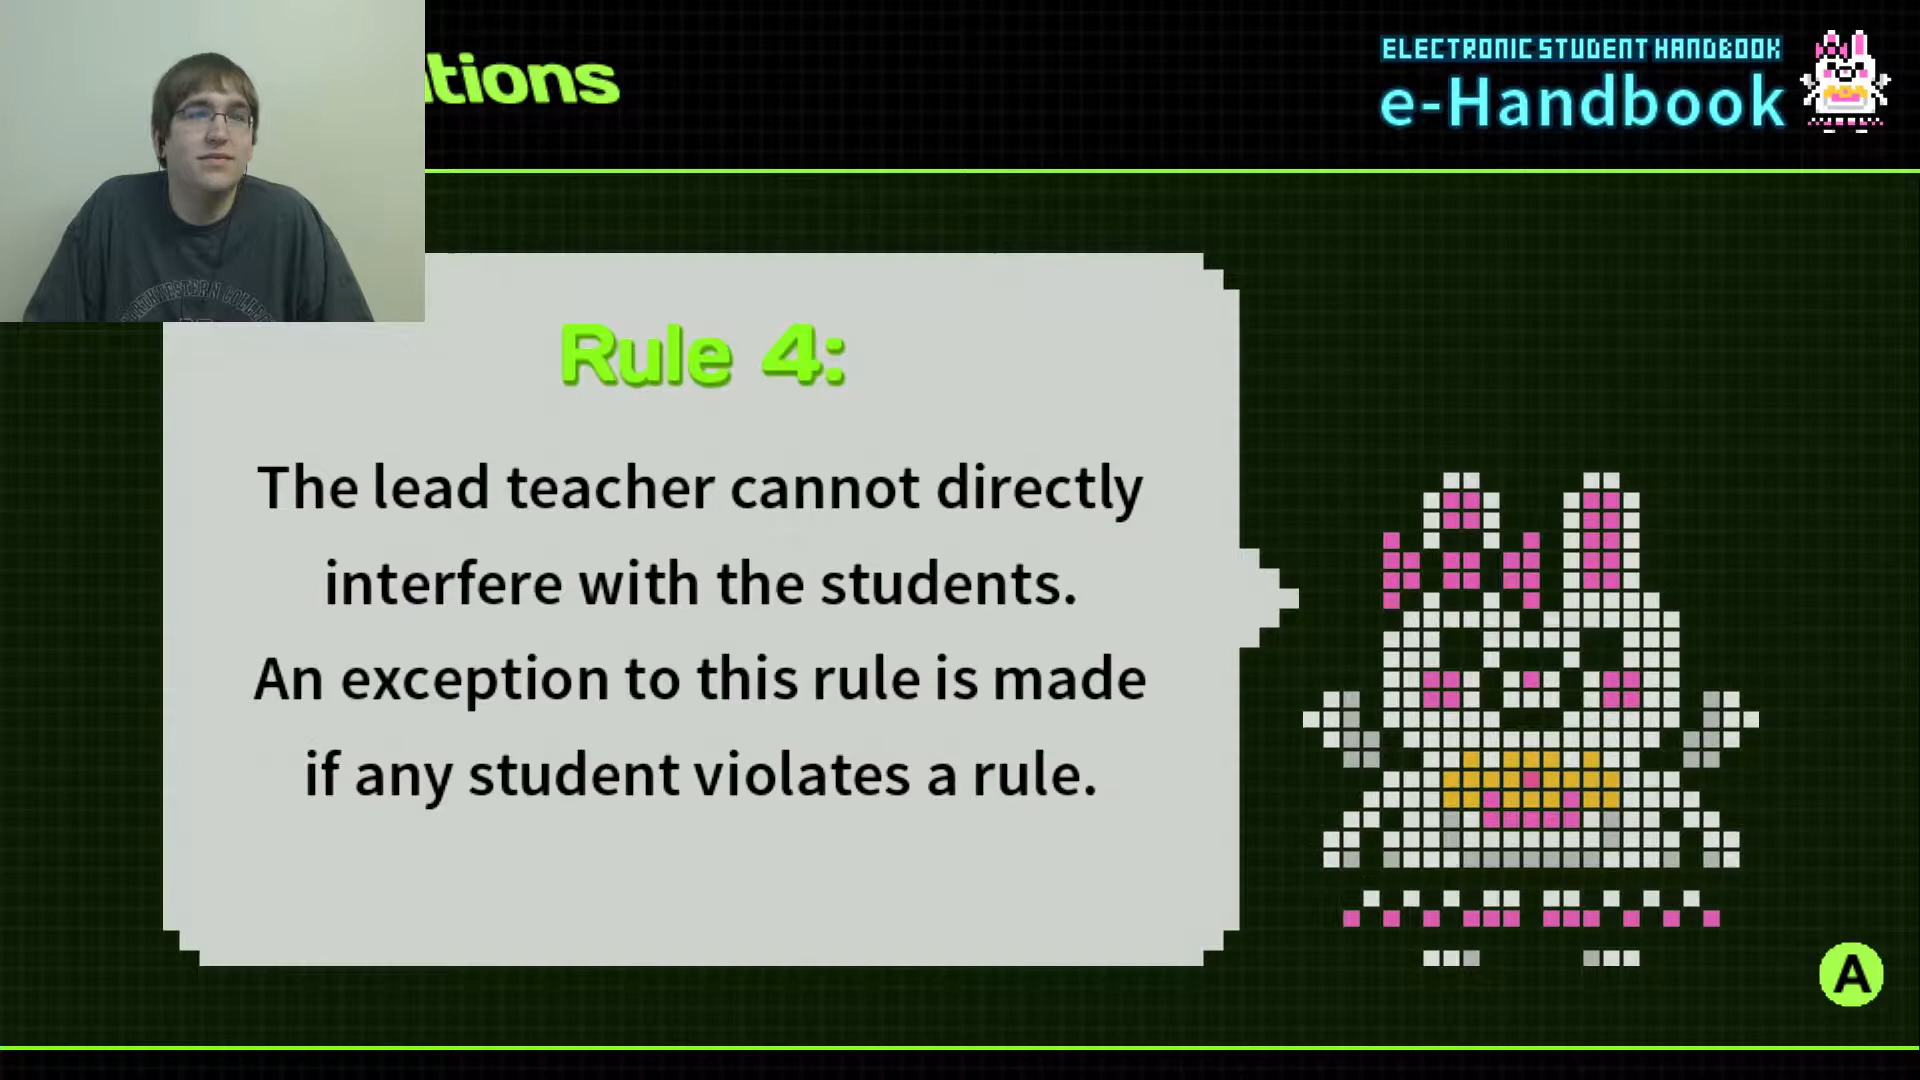 ELECTRONIC STUDENT HANDBOOK
e-Handbook
Rule 4:
The lead teacher cannot directly
interfere with the students.
An exception to this rule is made
if any student violates a rule.
A